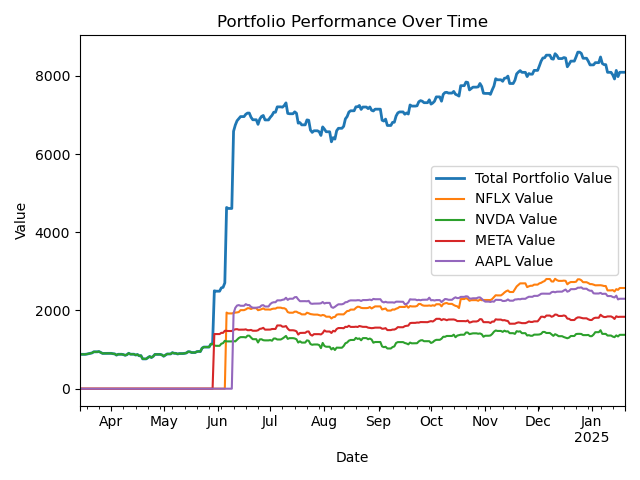 Portfolio Performance Over Time
Value
8000
6000
4000
2000
0
Total Portfolio Value
NFLX Value
NVDA Value
META Value
AAPL Value
Apr May Jun Jul Aug Sep Oct Nov Dec Jan
2025
Date